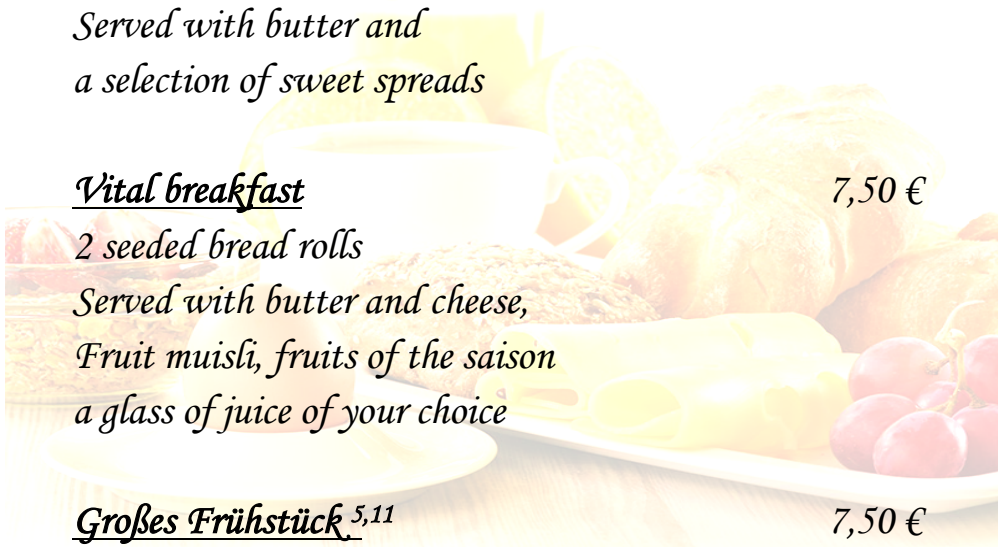 Served with butter and
a selection of sweet spreads
Vital breakfast 7,50 €
2 seeded bread rolls
Served with butter and cheese,
Fruit muisli, fruits of the saison
a glass of juice of your choice
Großes Frühstück 5,11 7,50 €